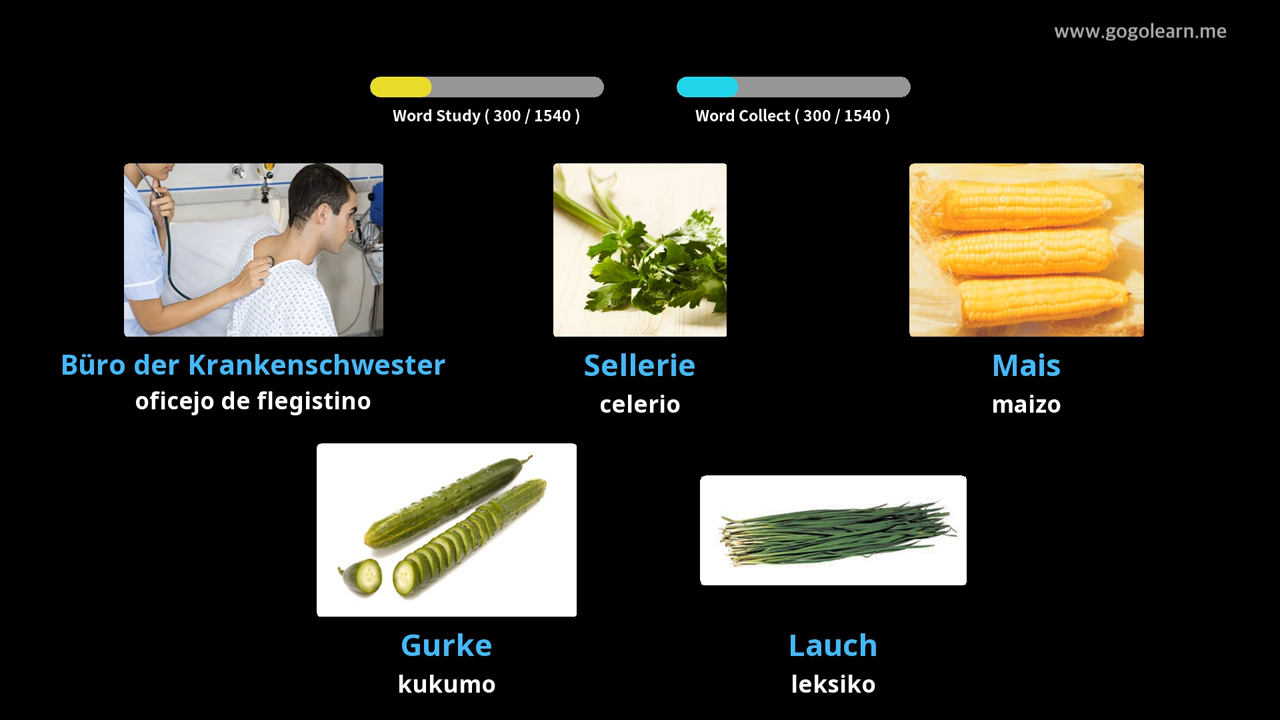 www.gogolearn.me
Word Study ( 300 / 1540 )
Word Collect ( 300 / 1540 )
Büro der Krankenschwester
oficejo de flegistino
Sellerie
celerio
Mais
maizo
Gurke
kukumo
Lauch
leksiko